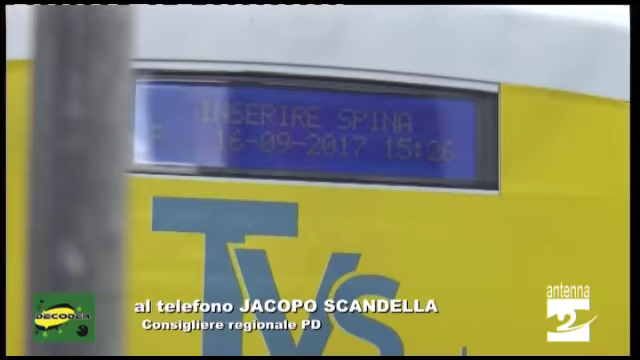 INSERIRE SPINA
P 16-09-2017 15:26
TVS
al telefono JACOPO SCANDELLA
Consigliere regionale PD
DECODER
antenna
2